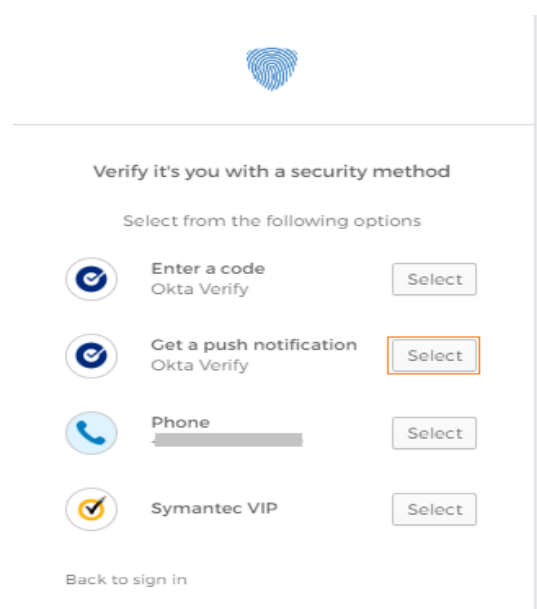 Verify it's you with a security method
Select from the following options
Enter a code
Okta Verify
Select
Get a push notification
Okta Verify
Select
Phone
Select
Symantec VIP
Select
Back to sign in